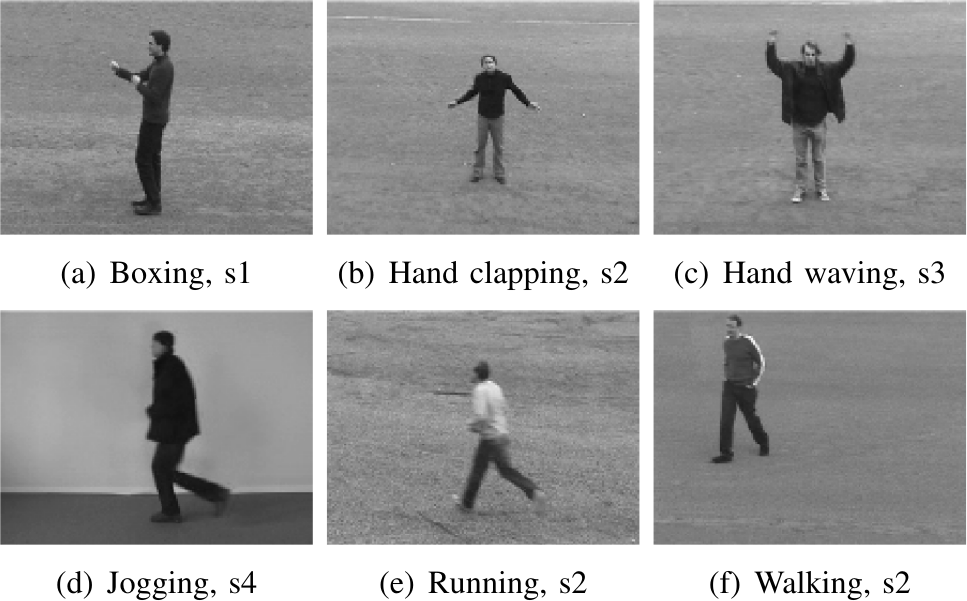 (a) Boxing, s1
(b) Hand clapping, s2
(c) Hand waving, s3
(d) Jogging, s4
(e) Running, s2
(f) Walking, s2